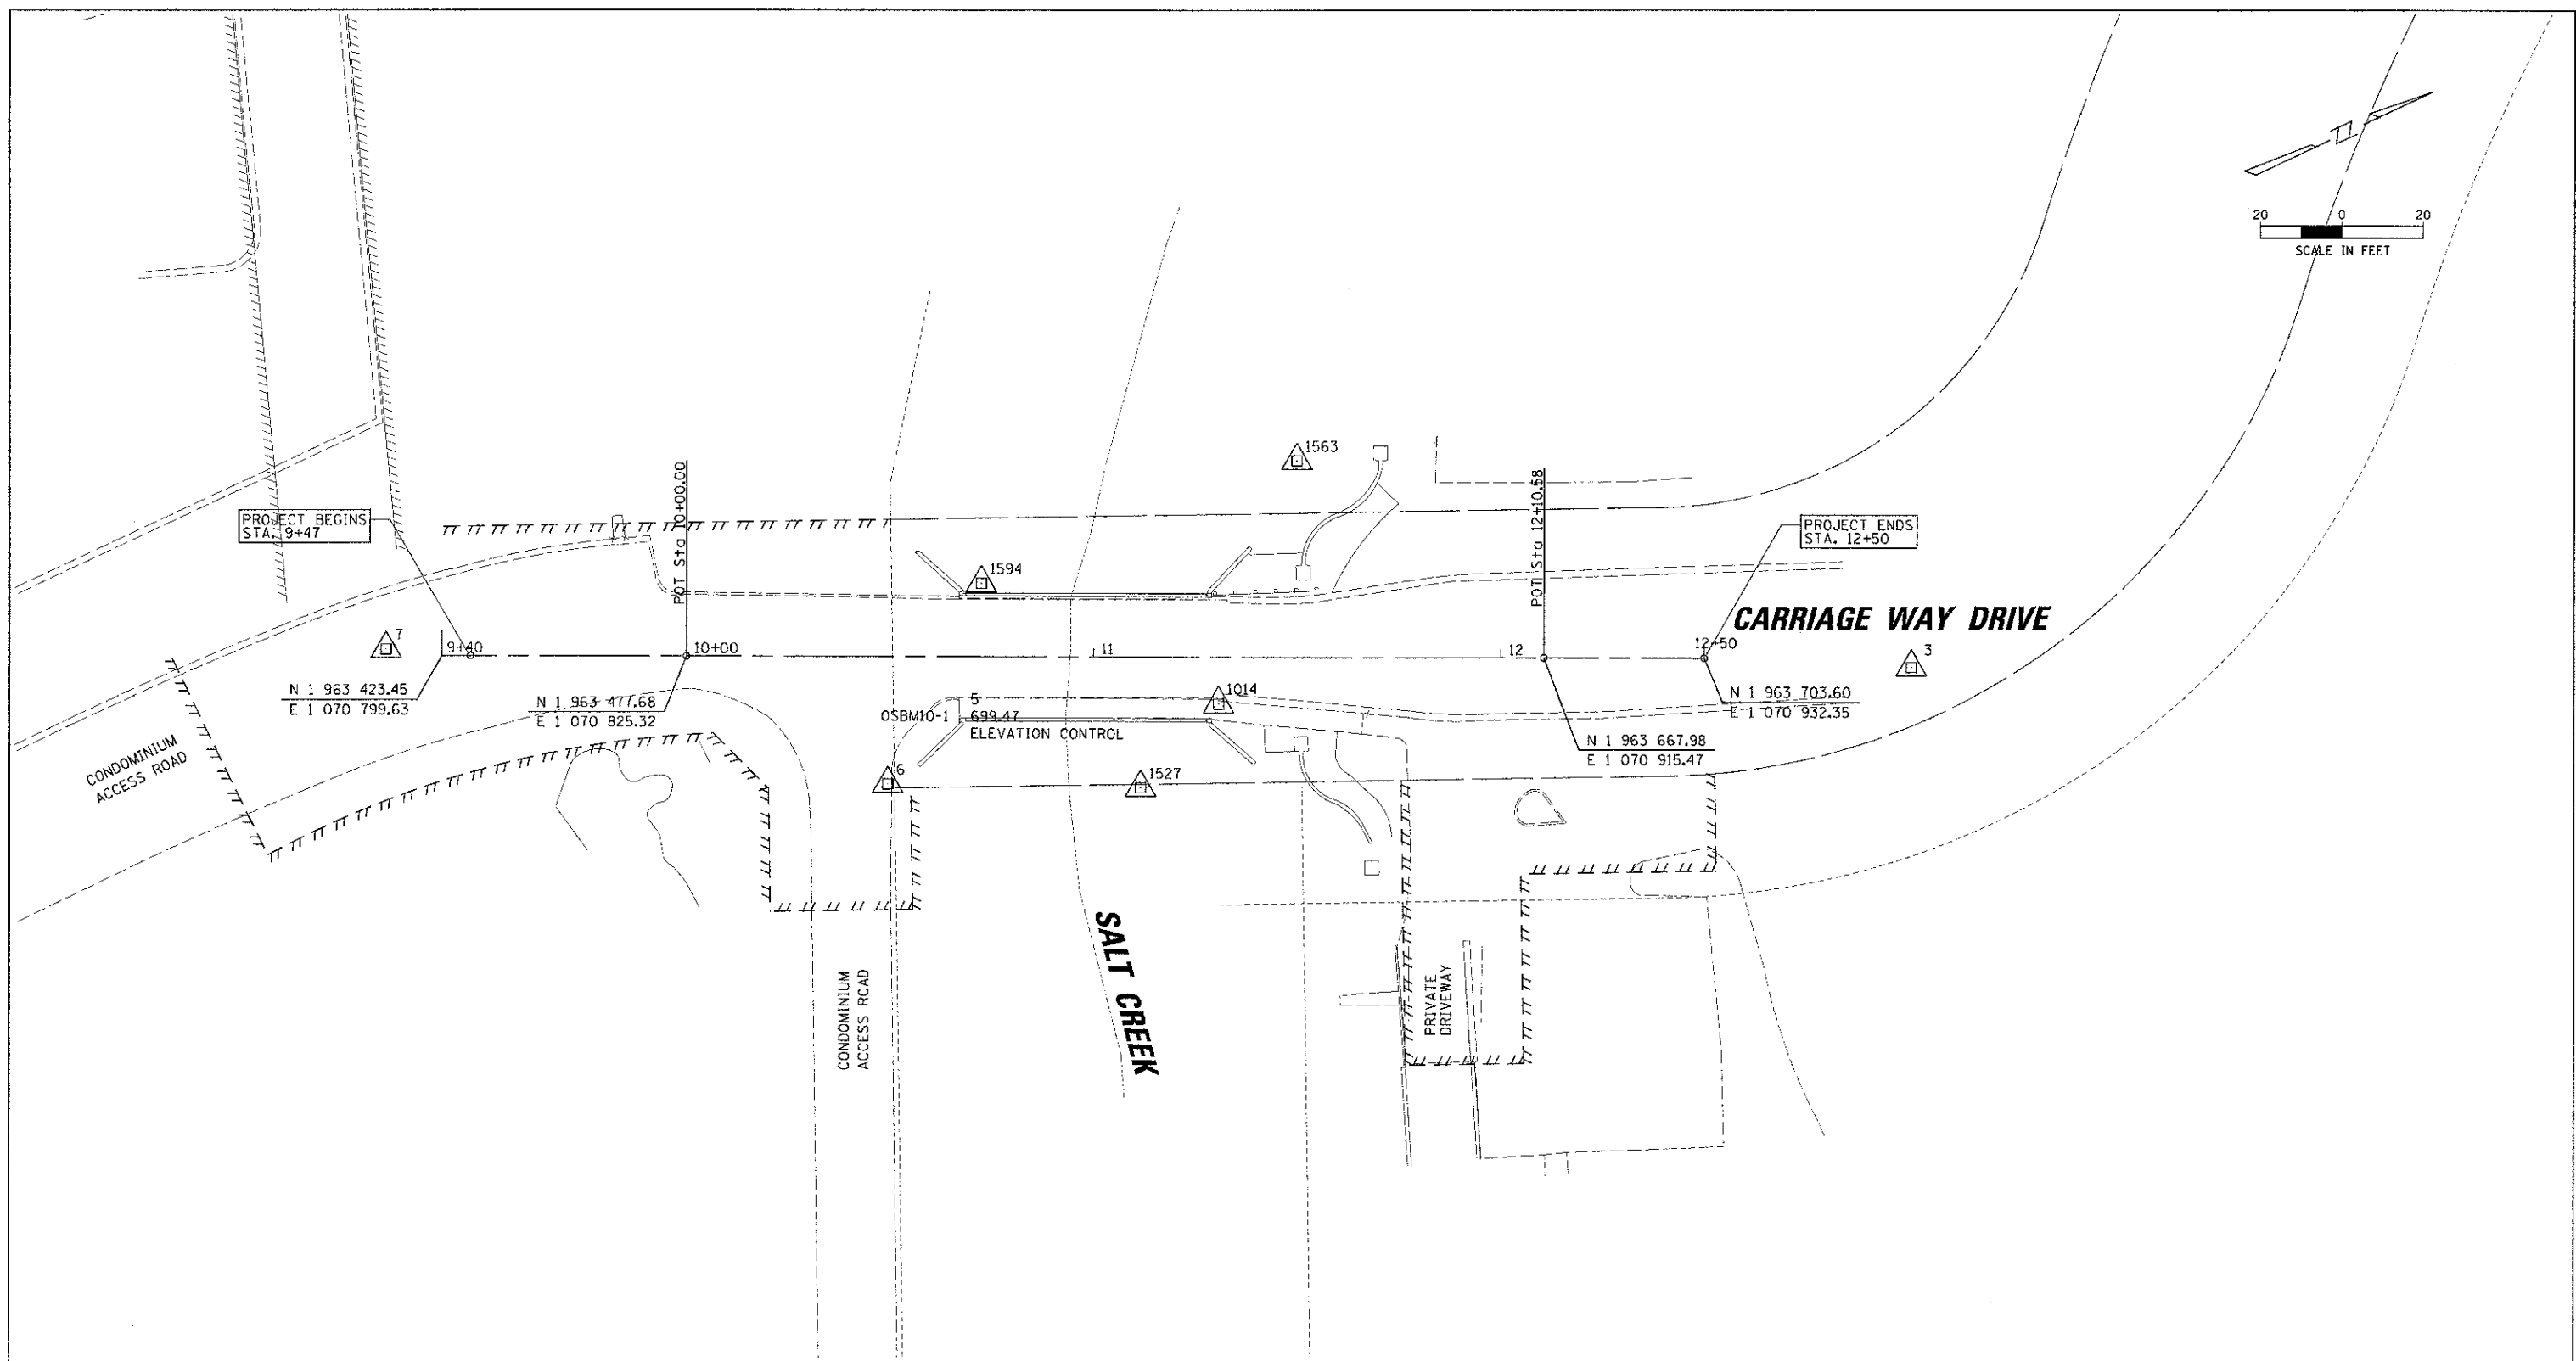 20 0 20
SCALE IN FEET
1563
PROJECT BEGINS
STA. 9+47
POT Sta 10+00.00
POT Sta 12+10.58
PROJECT ENDS
STA. 12+50
1594
CARRIAGE WAY DRIVE
7
9+40
10+00
11
12
12+50
3
N 1 963 423.45
E 1 070 799.63
N 1 963 477.68
E 1 070 825.32
5
OSBM10-1
699.47
ELEVATION CONTROL
1014
N 1 963 703.60
E 1 070 932.35
N 1 963 667.98
E 1 070 915.47
CONDOMINIUM
ACCESS ROAD
6
1527
SALT CREEK
CONDOMINIUM
ACCESS ROAD
PRIVATE
DRIVEWAY
Z